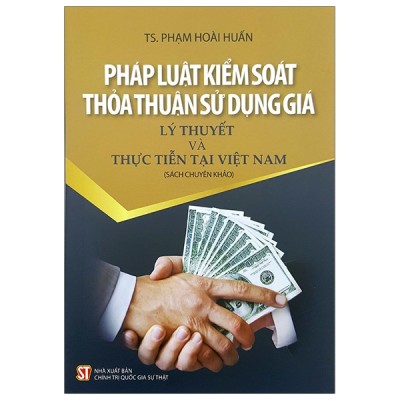 TS. PHẠM HOÀI HUẤN
PHÁP LUẬT KIỂM SOÁT
THỎA THUẬN SỬ DỤNG GIÁ
LÝ THUYẾT
VÀ
THỰC TIỄN TẠI VIỆT NAM
(SÁCH CHUYÊN KHẢO)
ST
NHÀ XUẤT BẢN
CHÍNH TRỊ QUỐC GIA SỰ THẬT